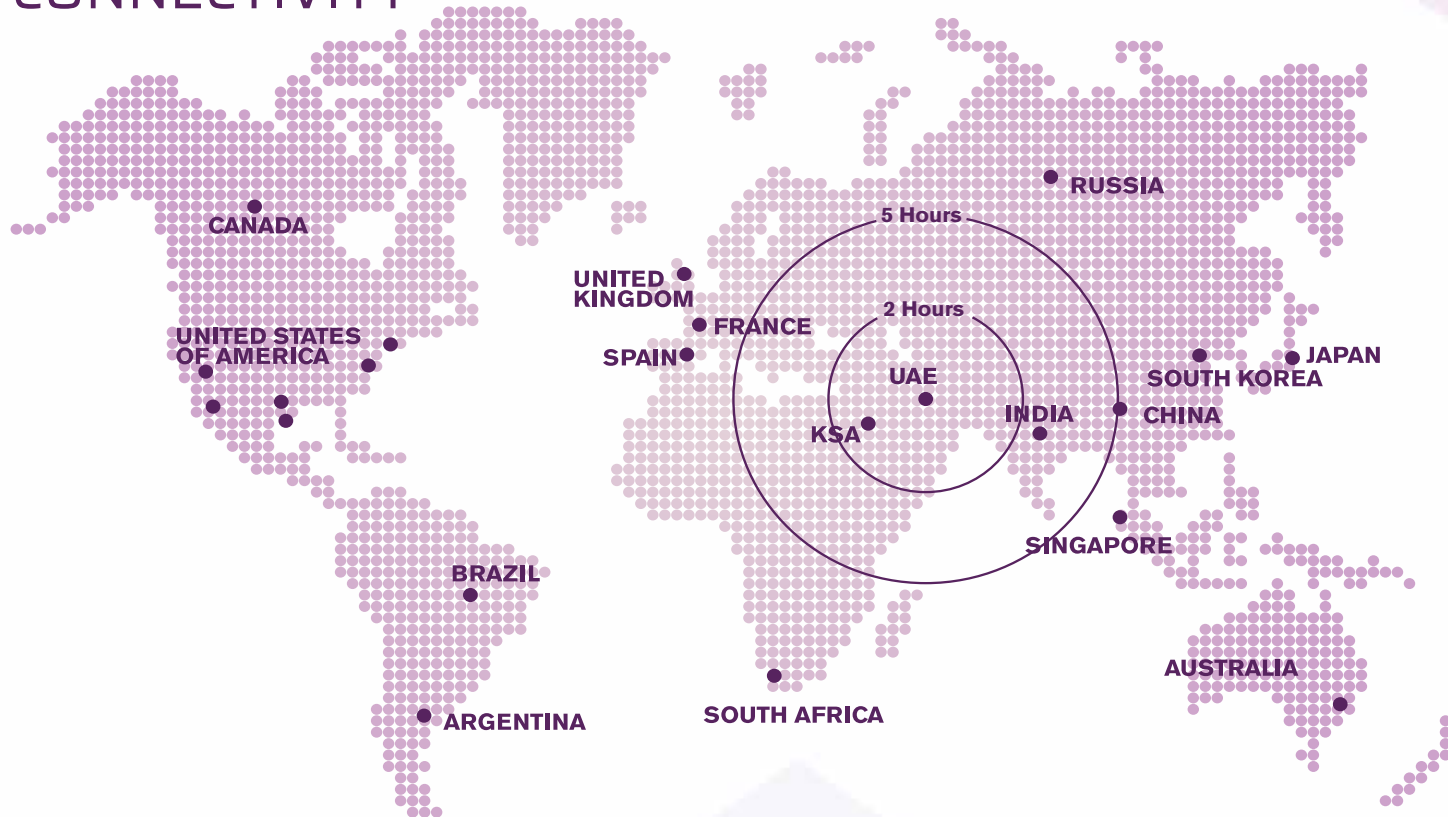 CONNECTIVITY
RUSSIA
5 Hours
CANADA
UNITED
KINGDOM
2 Hours
FRANCE
UNITED STATES
OF AMERICA
SPAIN
JAPAN
UAE
SOUTH KOREA
INDIA
CHINA
KSA
SINGAPORE
BRAZIL
AUSTRALIA
SOUTH AFRICA
ARGENTINA